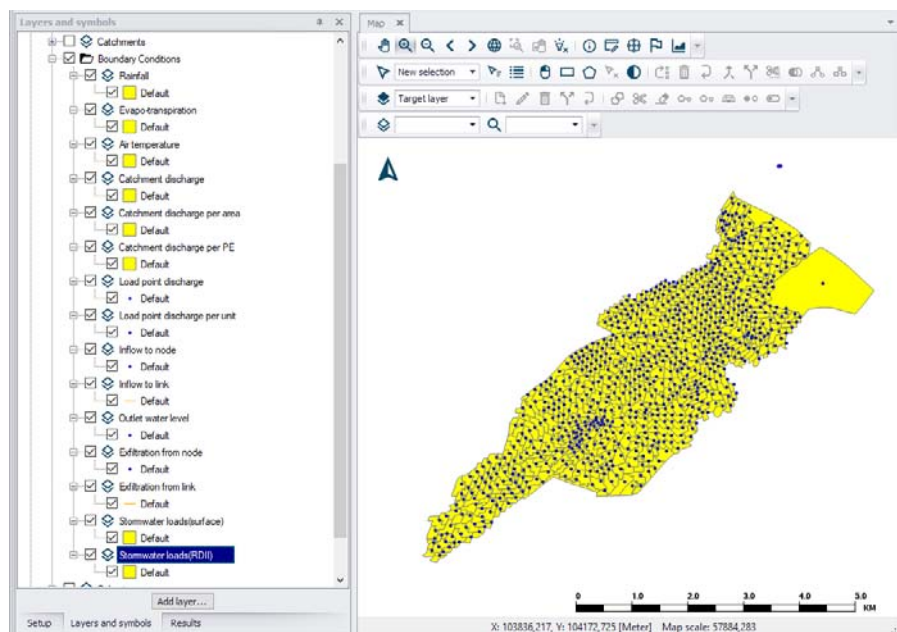 Layers and symbols
Catchments
Boundary Conditions
Rainfall
Default
Evapo-transpiration
Default
Air temperature
Default
Catchment discharge
Default
Catchment discharge per area
Default
Catchment discharge per PE
Default
Load point discharge
Default
Load point discharge per unit
Default
Inflow to node
Default
Inflow to link
Default
Outlet water level
Default
Exfiltration from node
Default
Exfiltration from link
Default
Stormwater loads(surface)
Default
Stormwater loads(RDII)
Default
Add layer...
Setup Layers and symbols Results
Map
New selection
Target layer
0 1.0 2.0 3.0 4.0 5.0
KM
X: 103836,217, Y: 104172,725 [Meter] Map scale: 57884,283